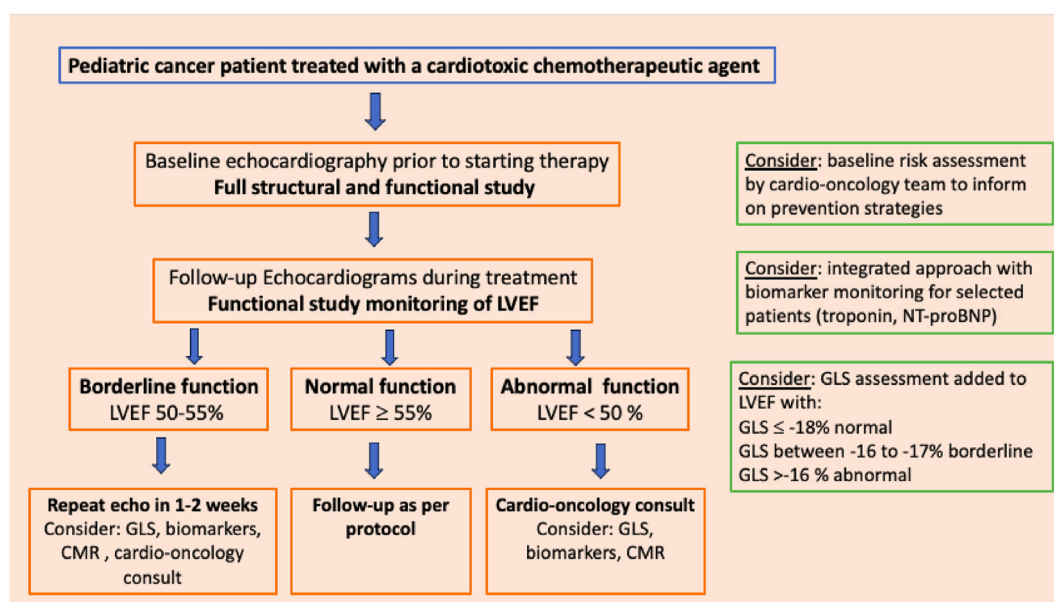 Pediatric cancer patient treated with a cardiotoxic chemotherapeutic agent
Baseline echocardiography prior to starting therapy
Full structural and functional study
Consider: baseline risk assessment
by cardio-oncology team to inform
on prevention strategies
Follow-up Echocardiograms during treatment
Functional study monitoring of LVEF
Consider: integrated approach with
biomarker monitoring for selected
patients (troponin, NT-proBNP)
Borderline function
LVEF 50-55%
Normal function
LVEF ≥ 55%
Abnormal function
LVEF < 50 %
Consider: GLS assessment added to
LVEF with:
GLS ≤ -18% normal
GLS between -16 to -17% borderline
GLS >-16 % abnormal
Repeat echo in 1-2 weeks
Consider: GLS, biomarkers,
CMR , cardio-oncology
consult
Follow-up as per
protocol
Cardio-oncology consult
Consider: GLS,
biomarkers, CMR